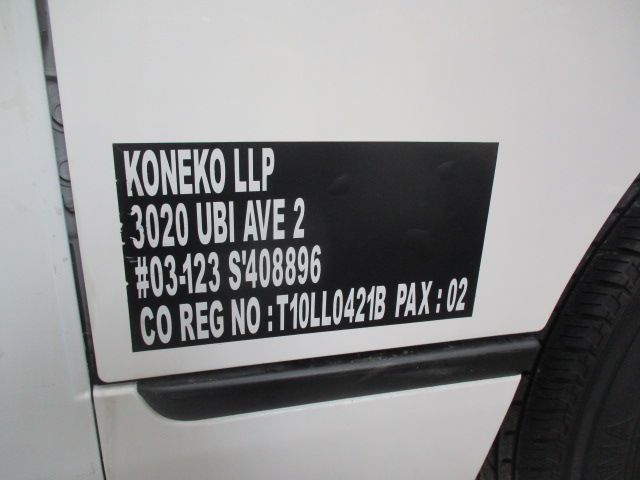 KONEKO LLP
3020 UBI AVE 2
#03-123 S'408896
CO REG NO : T10LL0421B PAX : 02